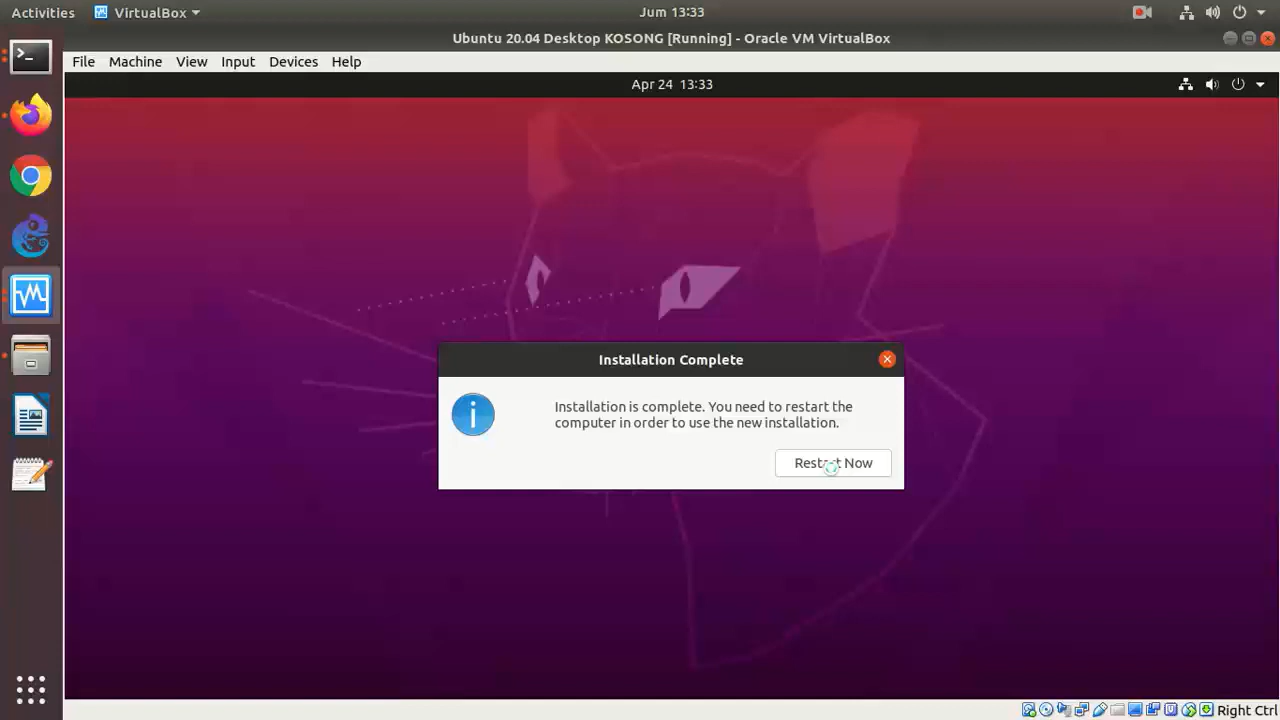 Activities
VirtualBox
Jum 13:33
Ubuntu 20.04 Desktop KOSONG [Running] - Oracle VM VirtualBox
File Machine View Input Devices Help
Apr 24 13:33
Installation Complete
Installation is complete. You need to restart the
computer in order to use the new installation.
Restart Now
Right Ctrl